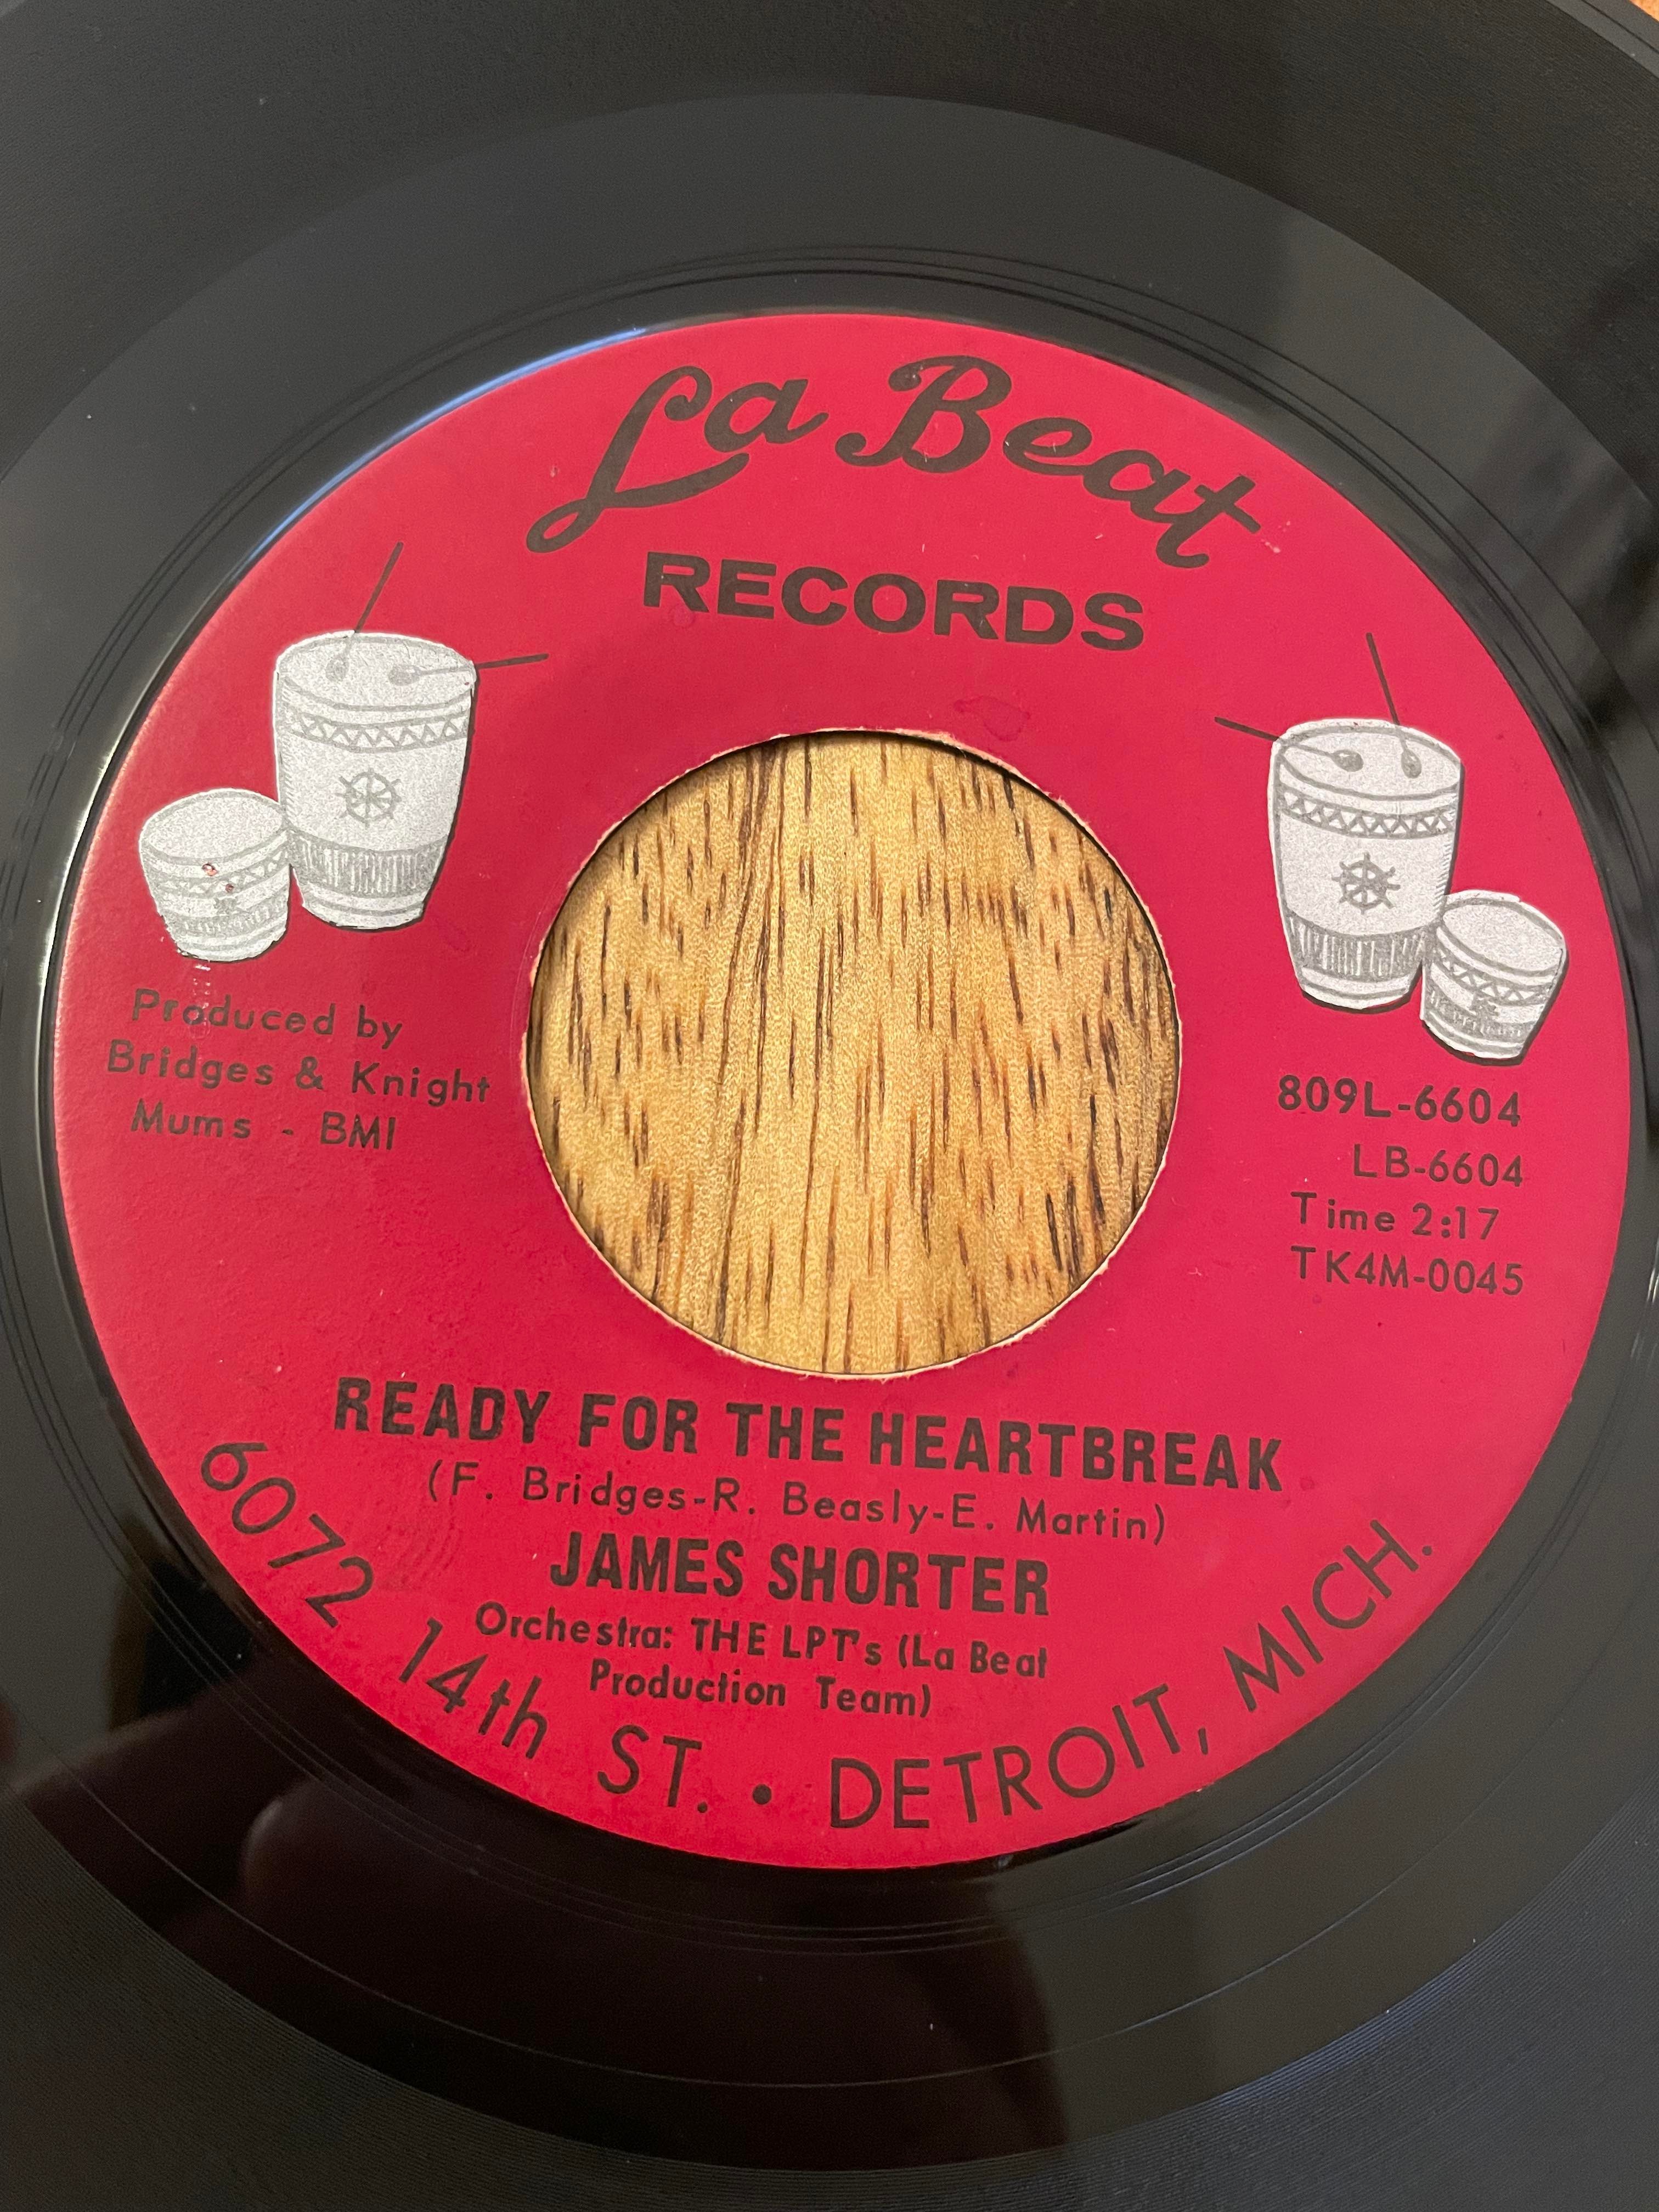 La Beat
RECORDS
Produced by
Bridges & Knight
Mums - BMI
809L-6604
LB-6604
Time 2:17
TK4M-0045
READY FOR THE HEARTBREAK
(F. Bridges-R. Beasly-E. Martin)
JAMES SHORTER
Orchestra: THE LPT's (La Beat
Production Team)
6072 14th ST. • DETROIT, MICH.